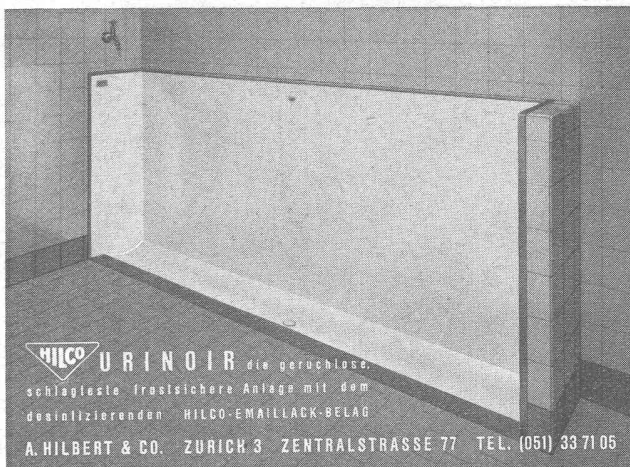 HILCO URINOIR die geruchlose,
schlagfeste frostsichere Anlage mit dem
desinfizierenden HILCO-EMAILLACK-BELAG
A. HILBERT & CO. ZÜRICH 3 ZENTRALSTRASSE 77 TEL. (051) 33 71 05